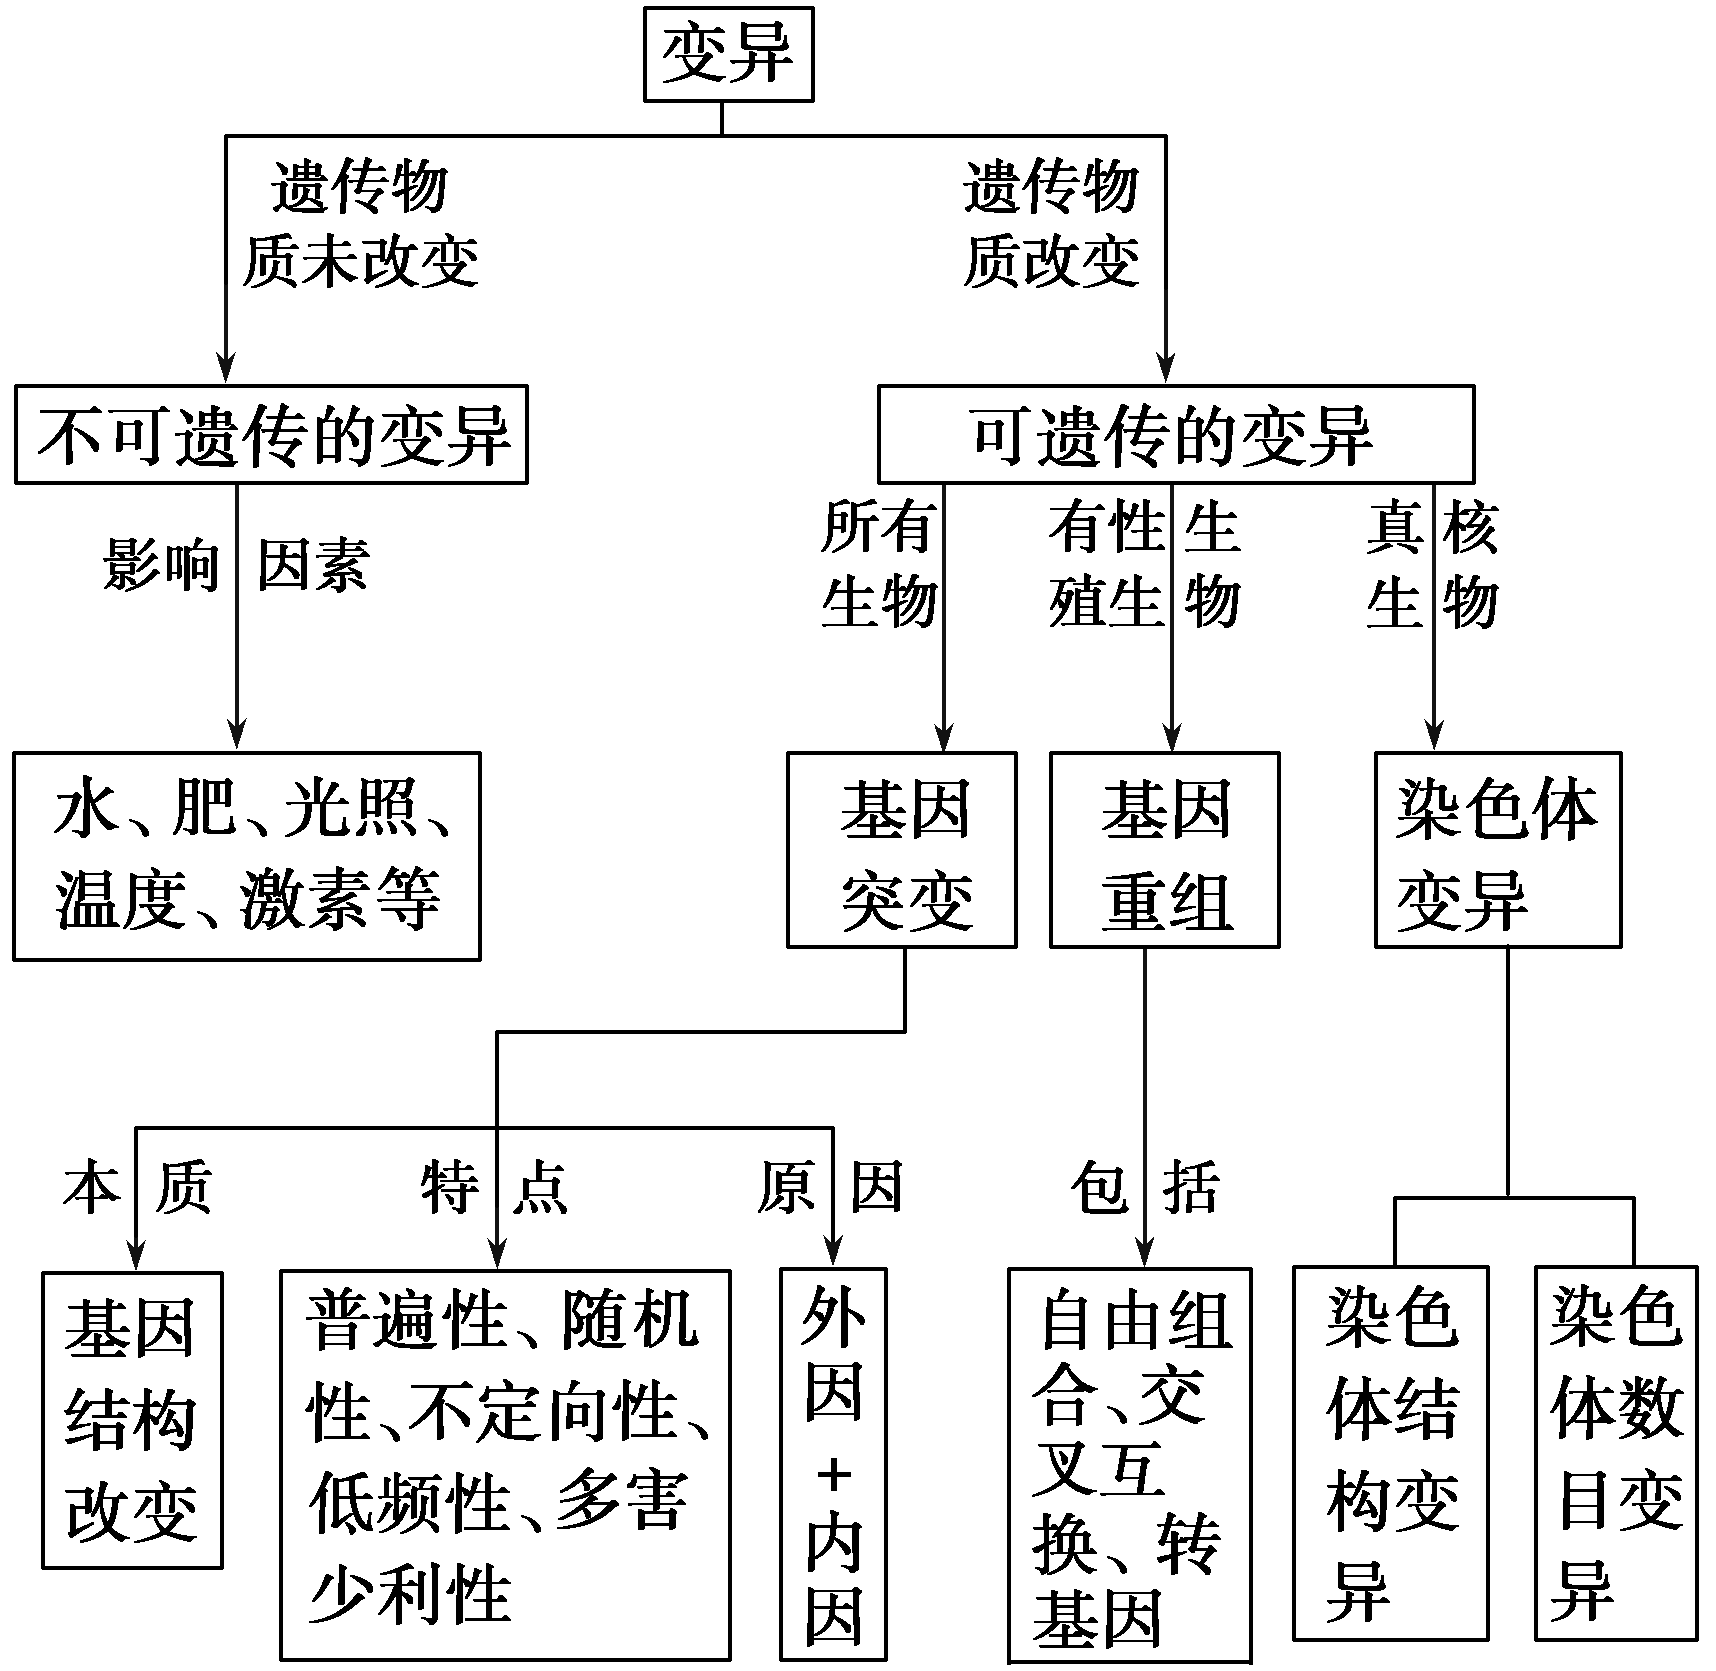 变异
遗传物
质未改变
遗传物
质改变
不可遗传的变异
可遗传的变异
影响因素
所有
生物
有性生
殖生物
真核
生物
水、肥、光照、
温度、激素等
基因
突变
基因
重组
染色体
变异
本质
特点
原因
包括
基因
结构
改变
普遍性、随机
性、不定向性、
低频性、多害
少利性
外
因
+
内
因
自由组
合、交
叉互
换、转
基因
染色
体结
构变
异
染色
体数
目变
异